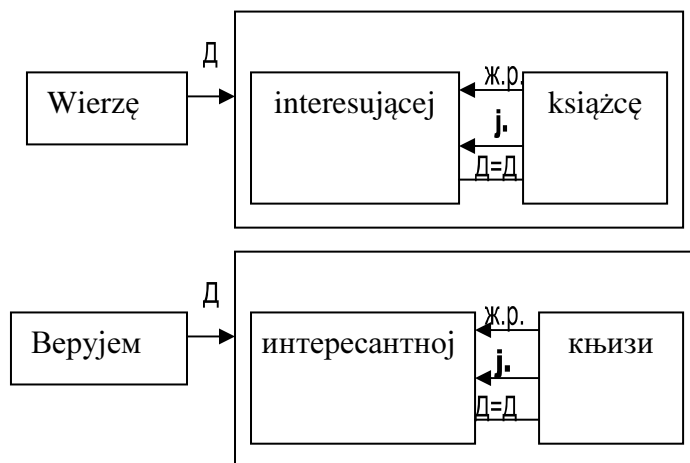 Д
ж.р.
Wierzę interesującej książcę
j.
Д=Д
Д
ж.р.
Верујем интересантној књизи
j.
Д=Д